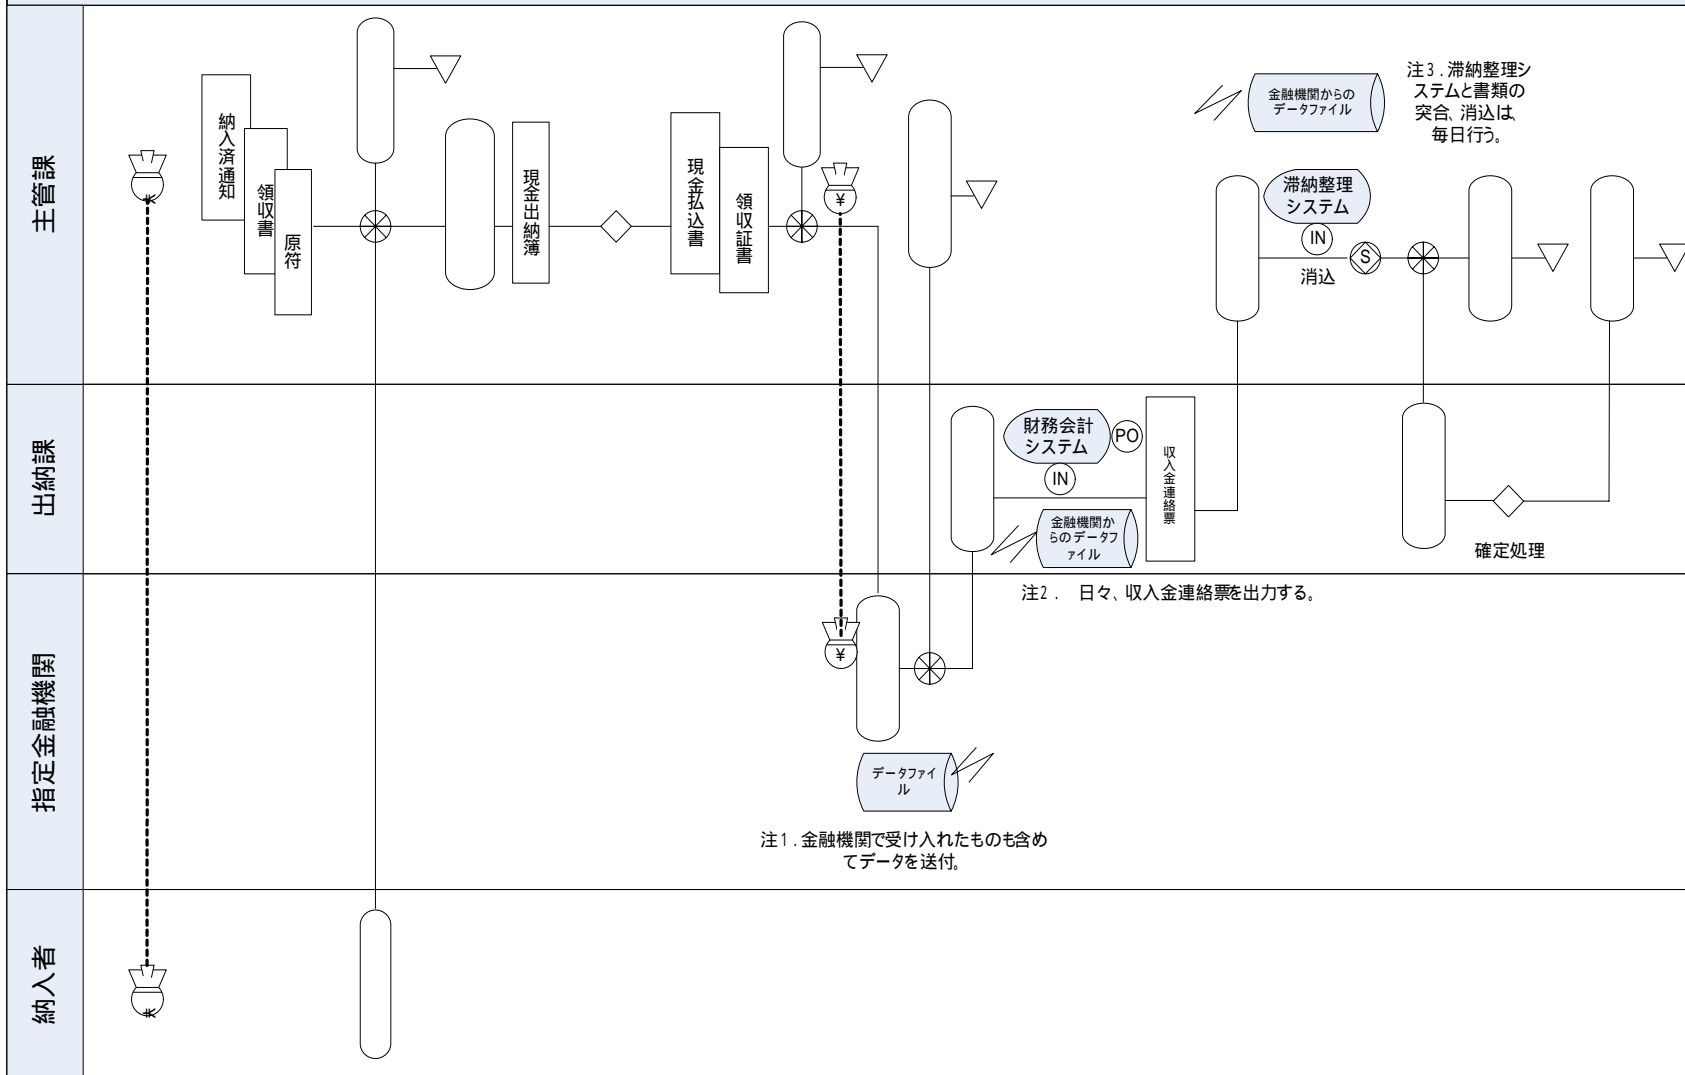 主管課
納入済通知
領収書
原符
現金出納簿
現金払込書
領収証書
¥
金融機関からの
データファイル
注3．滞納整理シ
ステムと書類の
突合、消込は、
毎日行う。
滞納整理
システム
IN
消込
S
出納課
財務会計
システム
PO
IN
金融機関か
らのデータフ
ァイル
収入金連絡票
確定処理
指定金融機関
注2．　日々、収入金連絡票を出力する。
¥
データファイ
ル
注1．金融機関で受け入れたものも含め
てデータを送付。
納入者